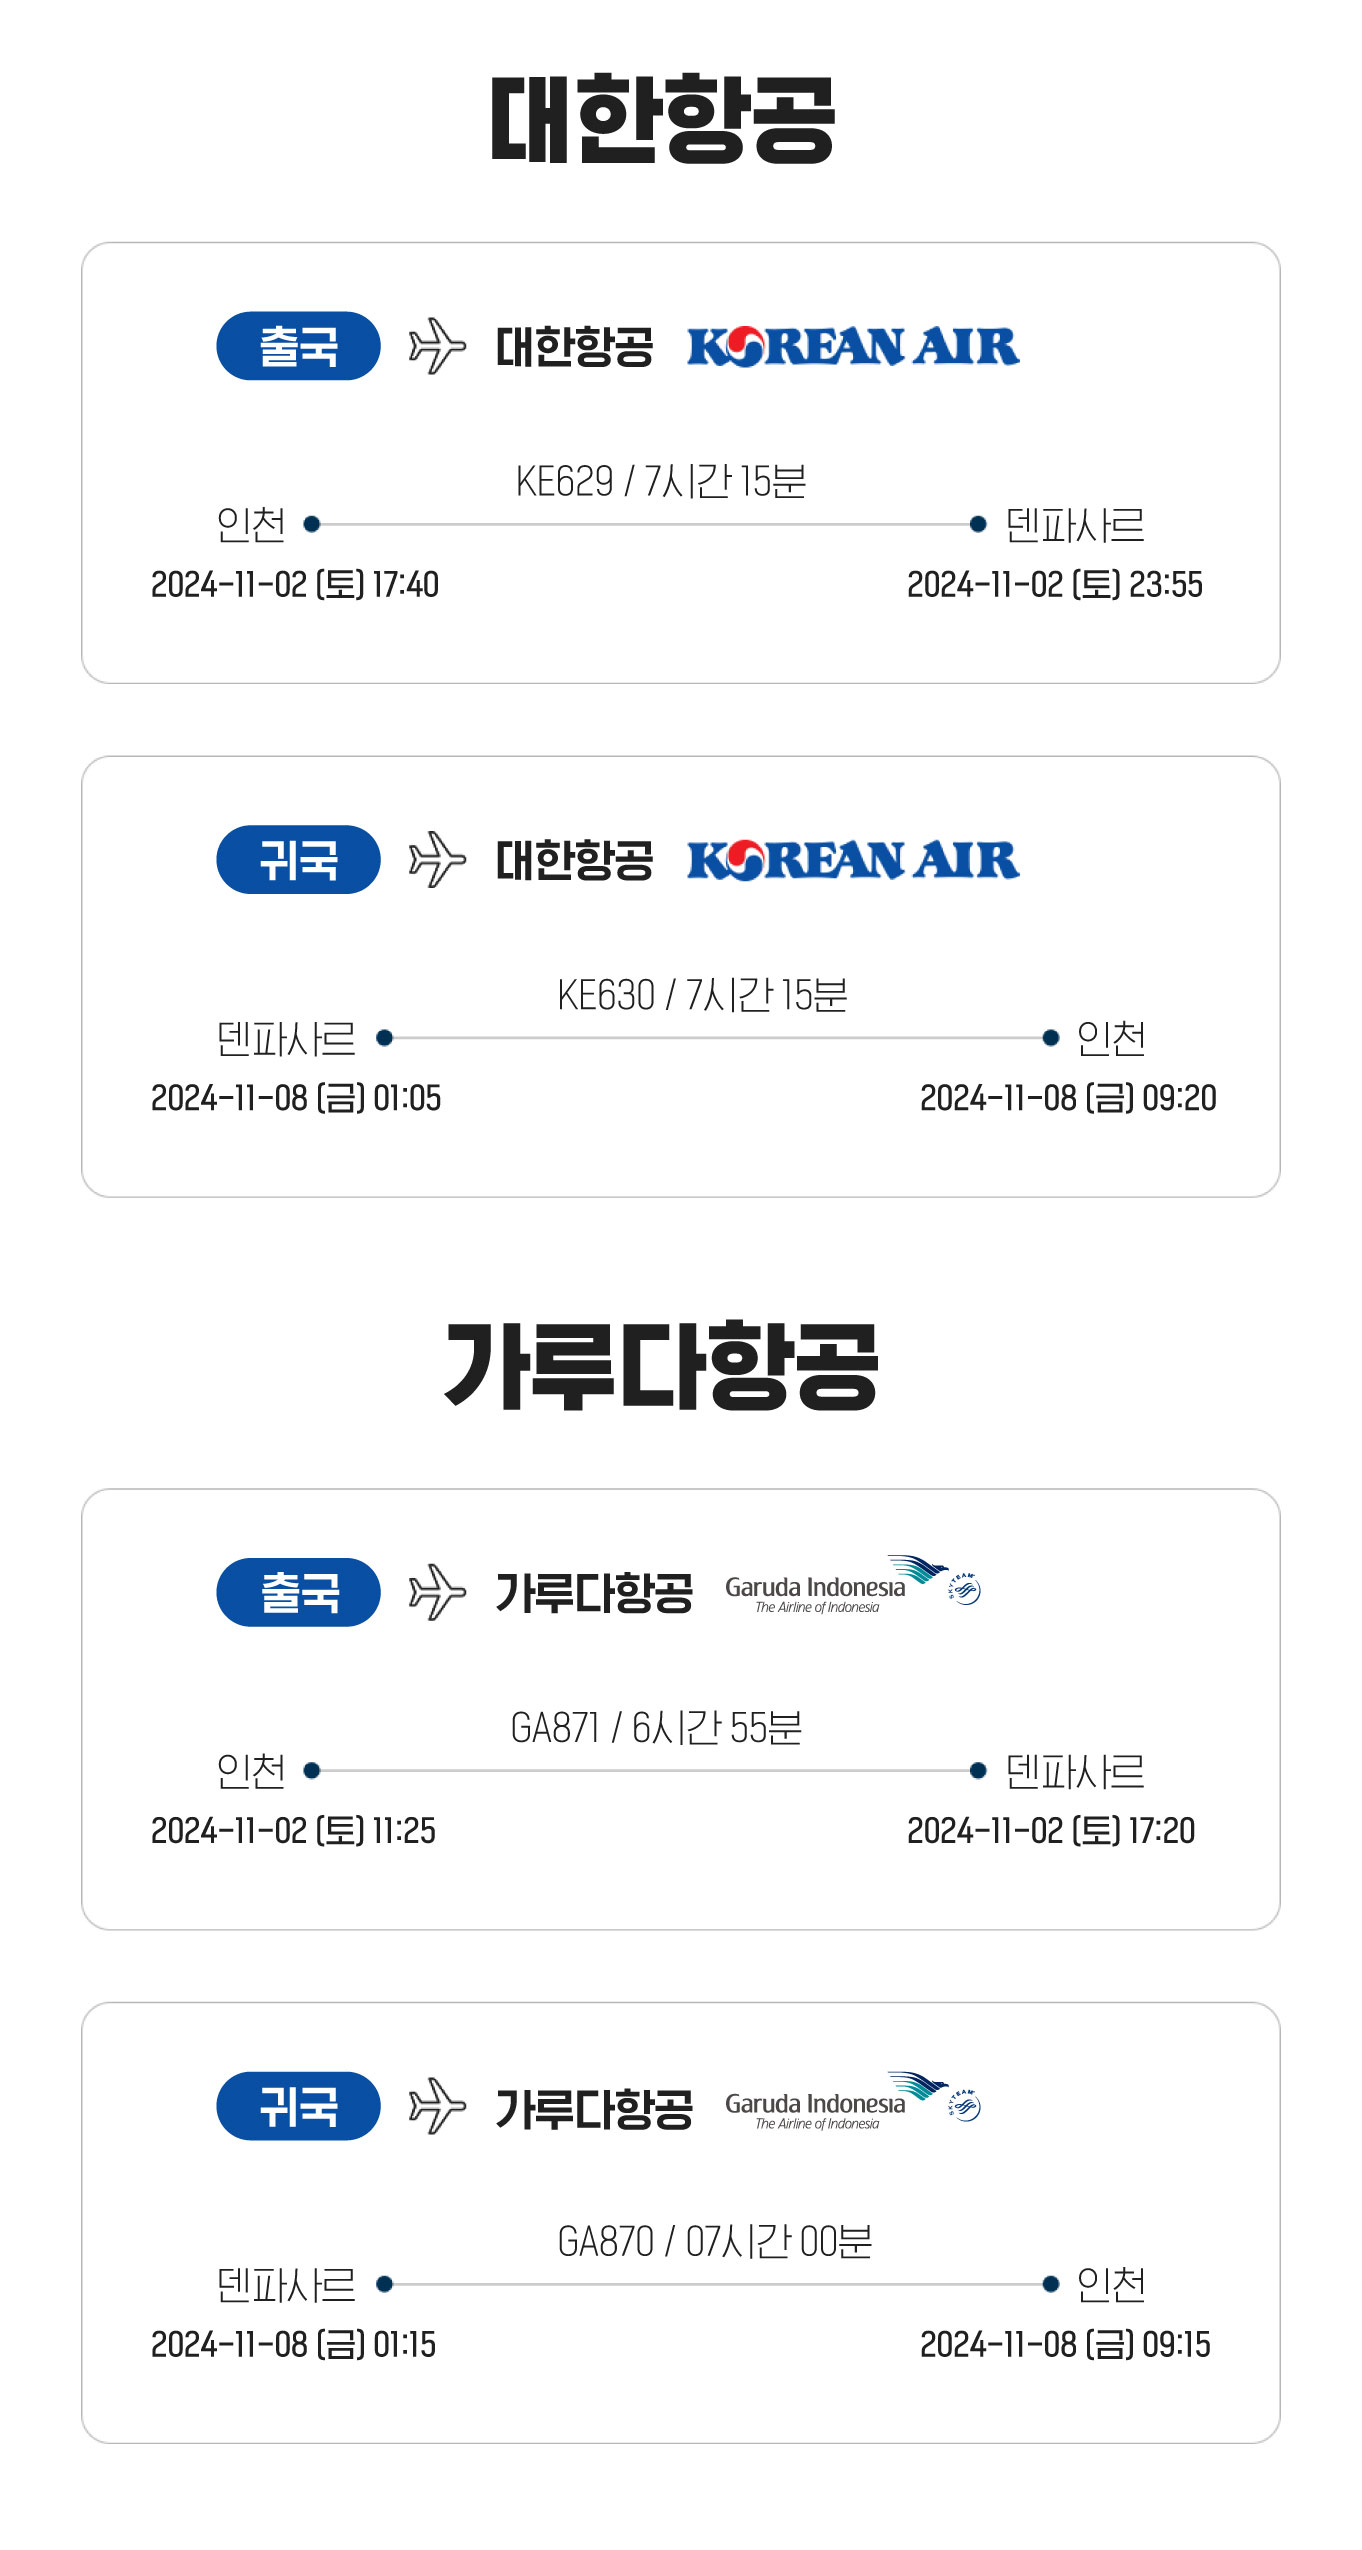 대한항공
출국 대한항공 KOREAN AIR
KE629 / 7시간 15분
인천 덴파사르
2024-11-02 (토) 17:40 2024-11-02 (토) 23:55
귀국 대한항공 KOREAN AIR
KE630 / 7시간 15분
덴파사르 인천
2024-11-08 (금) 01:05 2024-11-08 (금) 09:20
가루다항공
출국 가루다항공 Garuda Indonesia SKYTEAM
The Airline of Indonesia
GA871 / 6시간 55분
인천 덴파사르
2024-11-02 (토) 11:25 2024-11-02 (토) 17:20
귀국 가루다항공 Garuda Indonesia SKYTEAM
The Airline of Indonesia
GA870 / 07시간 00분
덴파사르 인천
2024-11-08 (금) 01:15 2024-11-08 (금) 09:15